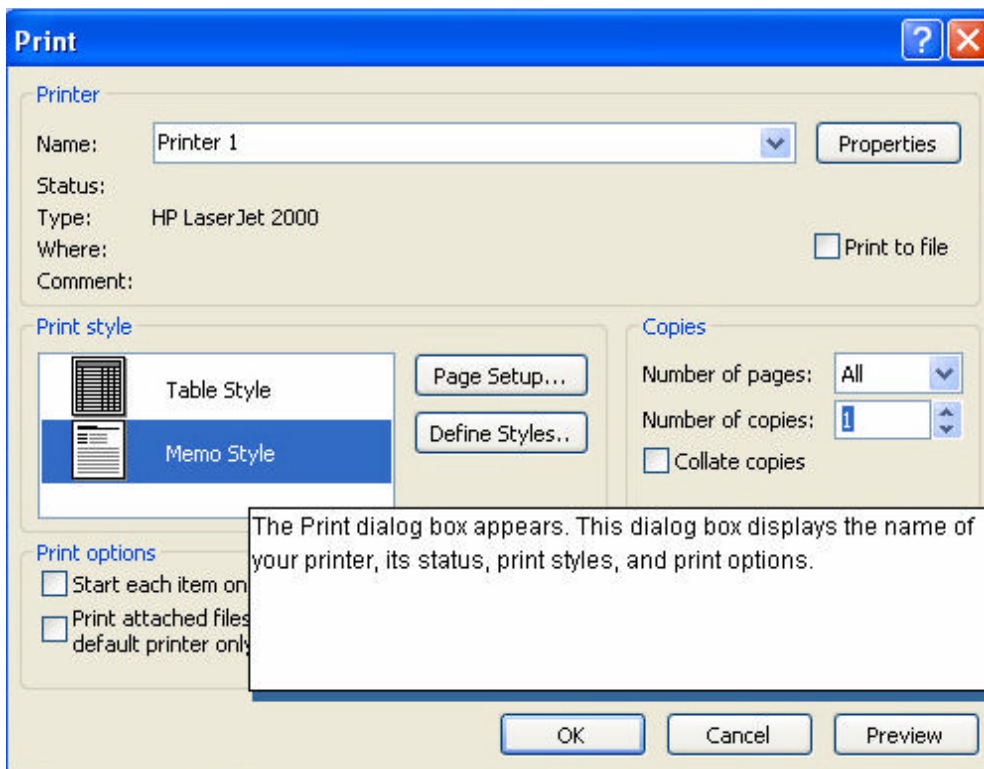 Print
Printer
Name: Printer 1 Properties
Status:
Type: HP LaserJet 2000
Where: Print to file
Comment:
Print style
Table Style
Memo Style
Page Setup...
Define Styles..
Copies
Number of pages: All
Number of copies: 1
Collate copies
The Print dialog box appears. This dialog box displays the name of
your printer, its status, print styles, and print options.
Print options
Start each item on
Print attached files
default printer only
OK Cancel Preview